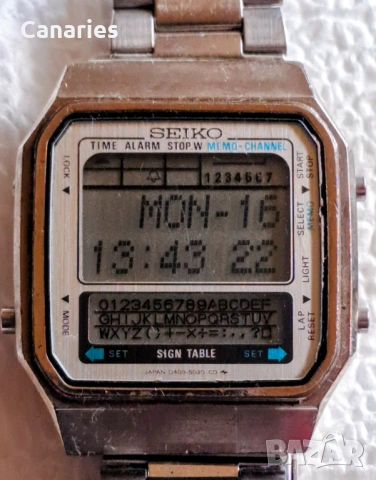 Canaries
SEIKO
TIME ALARM STOP.W MEMO-CHANNEL
1234567
MON-16
13:43 22
0123456789ABCDEF
GHIJKLMNOPQRSTUV
WXYZ()+-×÷=:.,?□
SET SIGN TABLE SET
LOCK
MODE
START
STOP
SELECT
MEMO
LIGHT
LAP
RESET
JAPAN
BAZAR